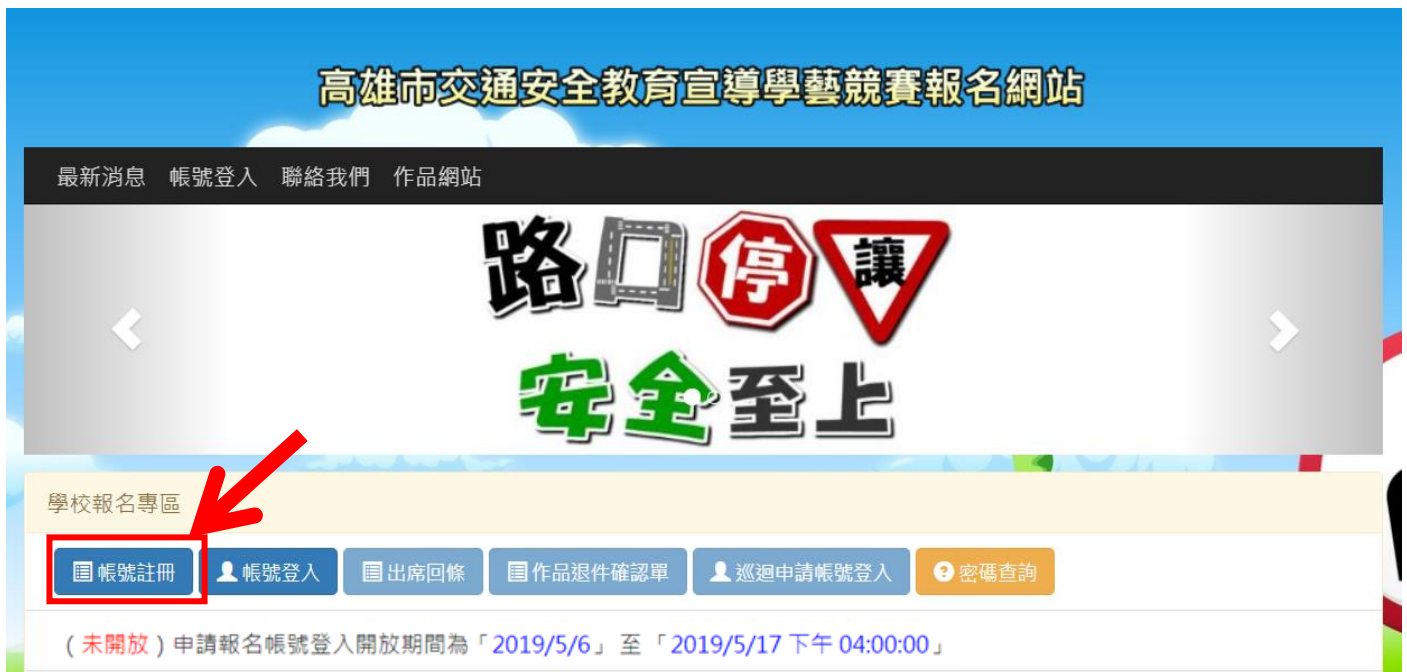 高雄市交通安全教育宣導學藝競賽報名網站
最新消息 帳號登入 聯絡我們 作品網站
路口停讓
安全至上
學校報名專區
帳號註冊 帳號登入 出席回條 作品退件確認單 巡迴申請帳號登入 密碼查詢
(未開放)申請報名帳號登入開放期間為「2019/5/6」 至 「2019/5/17 下午 04:00:00」